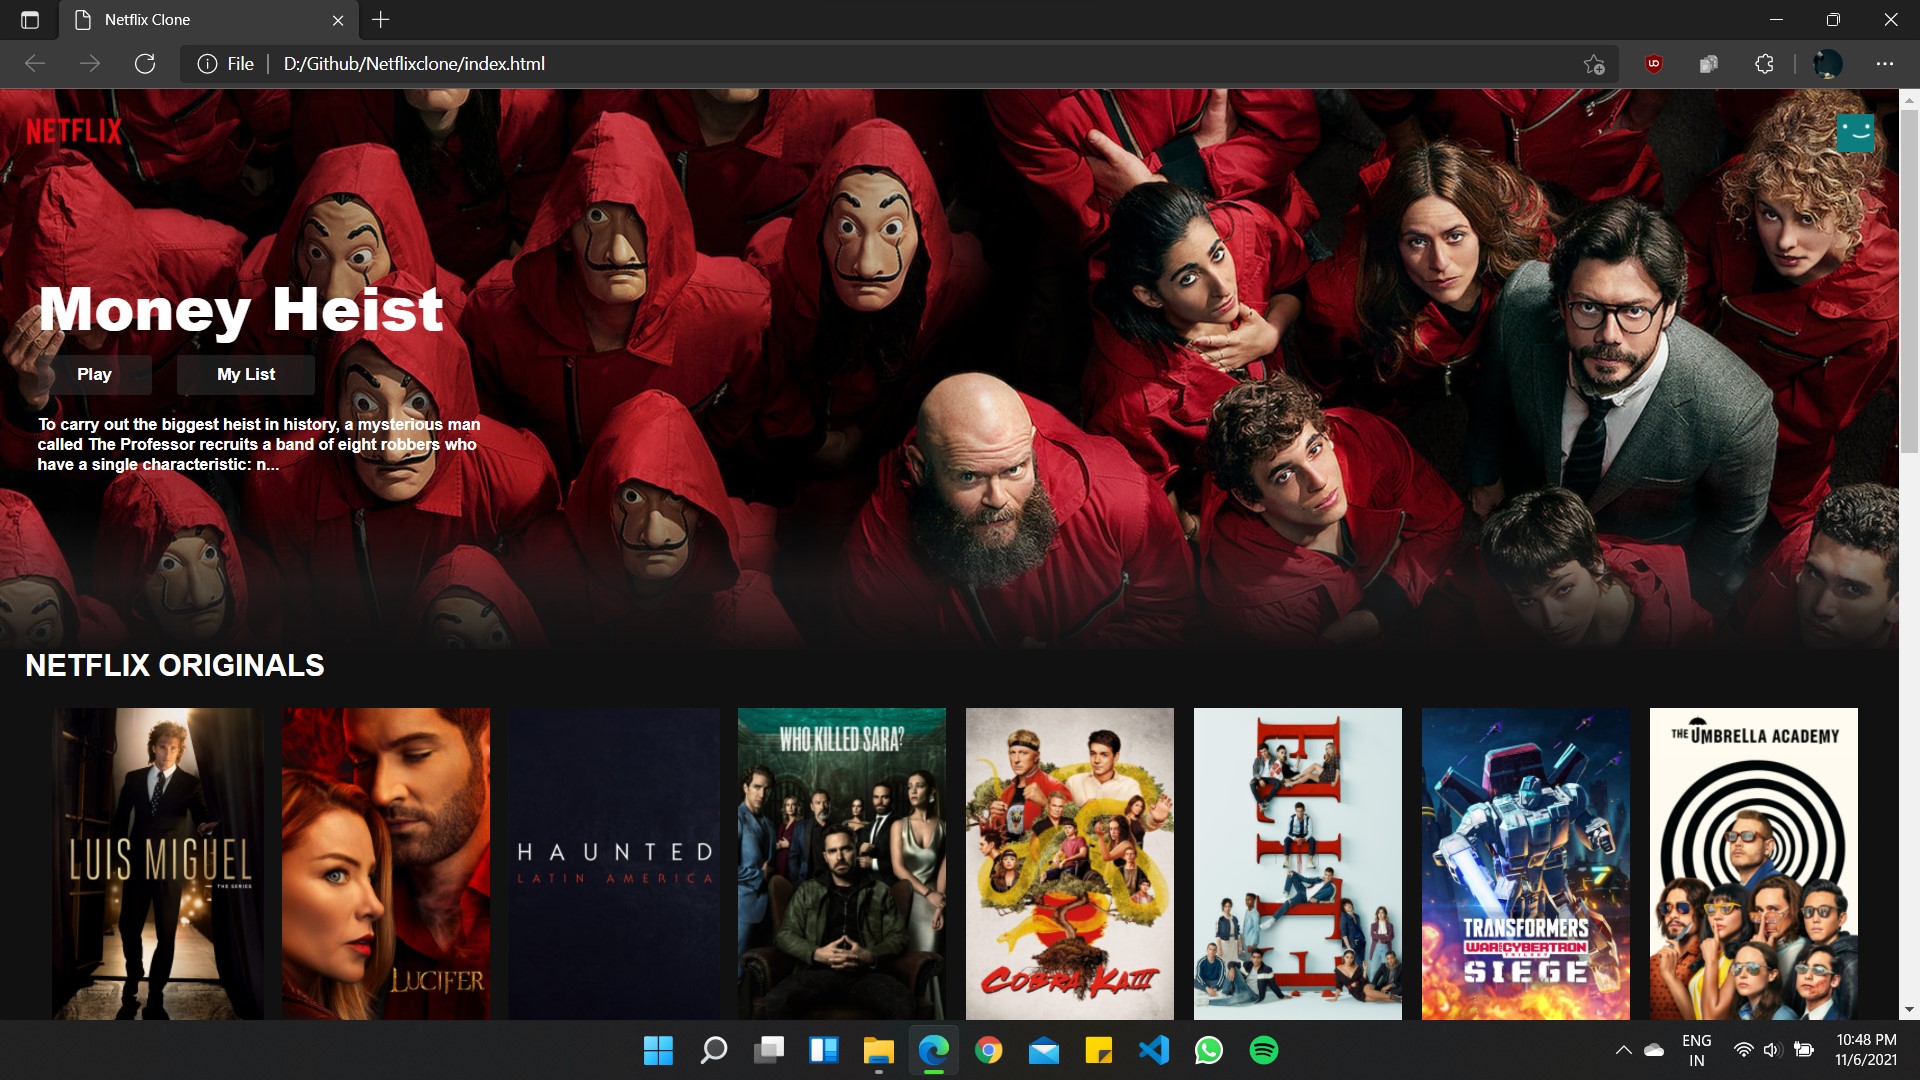 Netflix Clone
File
D:/Github/Netflixclone/index.html
NETFLIX
Money Heist
Play
My List
To carry out the biggest heist in history, a mysterious man
called The Professor recruits a band of eight robbers who
have a single characteristic: n...
NETFLIX ORIGINALS
LUIS MIGUEL
THE SERIES
LUCIFER
HAUNTED
LATIN AMERICA
WHO KILLED SARA?
COBRA KAI III
ELITE
TRANSFORMERS
WAR FOR CYBERTRON
TRILOGY
SIEGE
THE UMBRELLA ACADEMY
ENG
IN
10:48 PM
11/6/2021